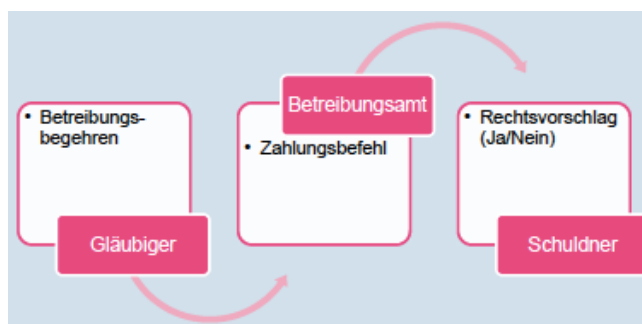 • Betreibungs-
begehren
Gläubiger
Betreibungsamt
• Zahlungsbefehl
• Rechtsvorschlag
(Ja/Nein)
Schuldner